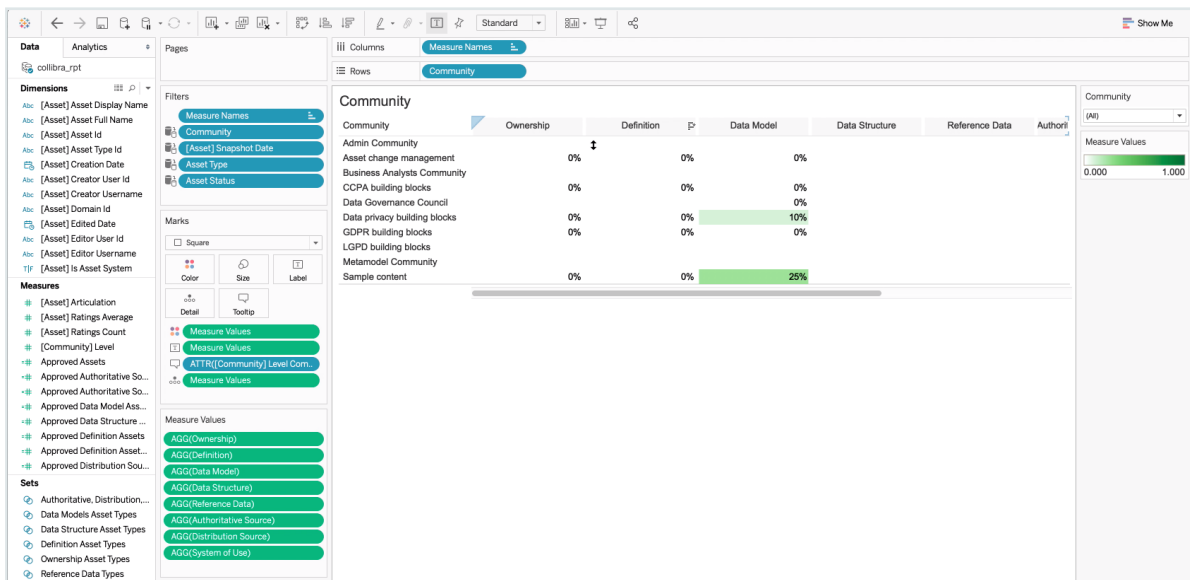 Standard
Show Me
Data
Analytics
collibra_rpt
Dimensions
Abc [Asset] Asset Display Name
Abc [Asset] Asset Full Name
Abc [Asset] Asset Id
Abc [Asset] Asset Type Id
[Asset] Creation Date
Abc [Asset] Creator User Id
Abc [Asset] Creator Username
Abc [Asset] Domain Id
[Asset] Edited Date
Abc [Asset] Editor User Id
Abc [Asset] Editor Username
T|F [Asset] Is Asset System
Measures
# [Asset] Articulation
# [Asset] Ratings Average
# [Asset] Ratings Count
# [Community] Level
=# Approved Assets
=# Approved Authoritative So...
=# Approved Authoritative So...
=# Approved Data Model Ass...
=# Approved Data Structure ...
=# Approved Definition Assets
=# Approved Definition Asset...
=# Approved Distribution Sou...
Sets
Authoritative, Distribution,...
Data Models Asset Types
Data Structure Asset Types
Definition Asset Types
Ownership Asset Types
Reference Data Types
Pages
Filters
Measure Names
Community
[Asset] Snapshot Date
Asset Type
Asset Status
Marks
Square
Color Size Label
Detail Tooltip
Measure Values
Measure Values
ATTR([Community] Level Com..
Measure Values
Measure Values
AGG(Ownership)
AGG(Definition)
AGG(Data Model)
AGG(Data Structure)
AGG(Reference Data)
AGG(Authoritative Source)
AGG(Distribution Source)
AGG(System of Use)
Columns Measure Names
Rows Community
Community
Community Ownership Definition Data Model Data Structure Reference Data Authorit
Admin Community
Asset change management 0% 0% 0%
Business Analysts Community
CCPA building blocks 0% 0% 0%
Data Governance Council 0%
Data privacy building blocks 0% 0% 10%
GDPR building blocks 0% 0% 0%
LGPD building blocks
Metamodel Community
Sample content 0% 0% 25%
Community
(All)
Measure Values
0.000 1.000